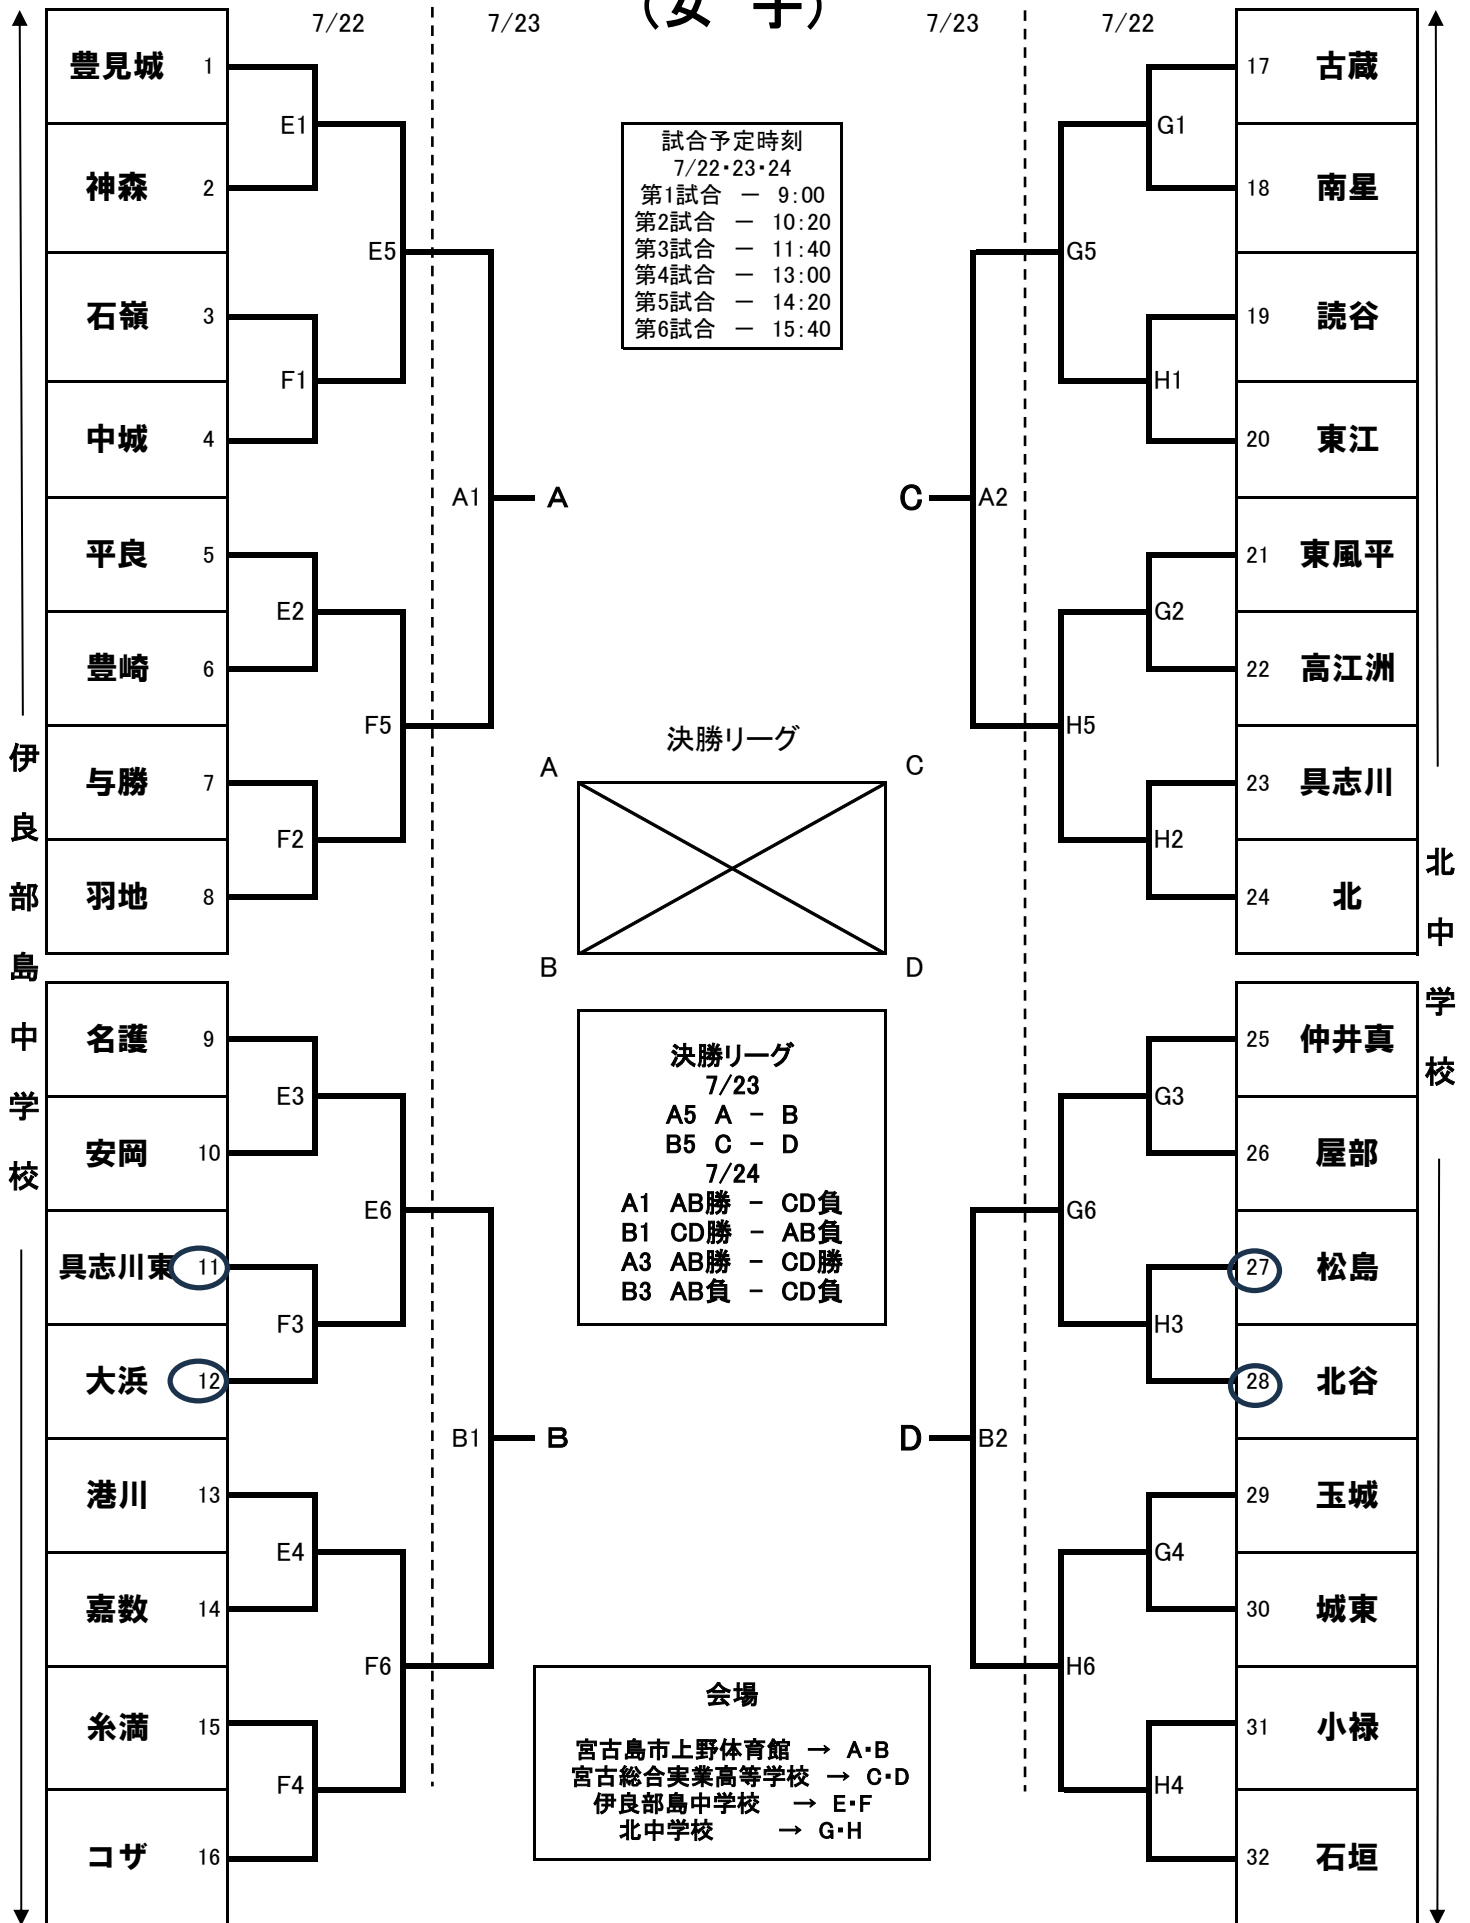 （女　子）
7/22
7/23
7/23
7/22
豊見城 1
神森 2
石嶺 3
中城 4
平良 5
豊崎 6
与勝 7
羽地 8
名護 9
安岡 10
具志川東 11
大浜 12
港川 13
嘉数 14
糸満 15
コザ 16
伊良部島中学校
E1
F1
E2
F2
E3
F3
E4
F4
E5
F5
E6
F6
A1
B1
A
B
試合予定時刻
7/22・23・24
第1試合 － 9:00
第2試合 － 10:20
第3試合 － 11:40
第4試合 － 13:00
第5試合 － 14:20
第6試合 － 15:40
決勝リーグ
A
C
B
D
決勝リーグ
7/23
A5 A － B
B5 C － D
7/24
A1 AB勝 － CD負
B1 CD勝 － AB負
A3 AB勝 － CD勝
B3 AB負 － CD負
会場
宮古島市上野体育館 → A・B
宮古総合実業高等学校 → C・D
伊良部島中学校 → E・F
北中学校 → G・H
C
D
A2
B2
G5
H5
G6
H6
G1
H1
G2
H2
G3
H3
G4
H4
17 古蔵
18 南星
19 読谷
20 東江
21 東風平
22 高江洲
23 具志川
24 北
25 仲井真
26 屋部
27 松島
28 北谷
29 玉城
30 城東
31 小禄
32 石垣
北中学校